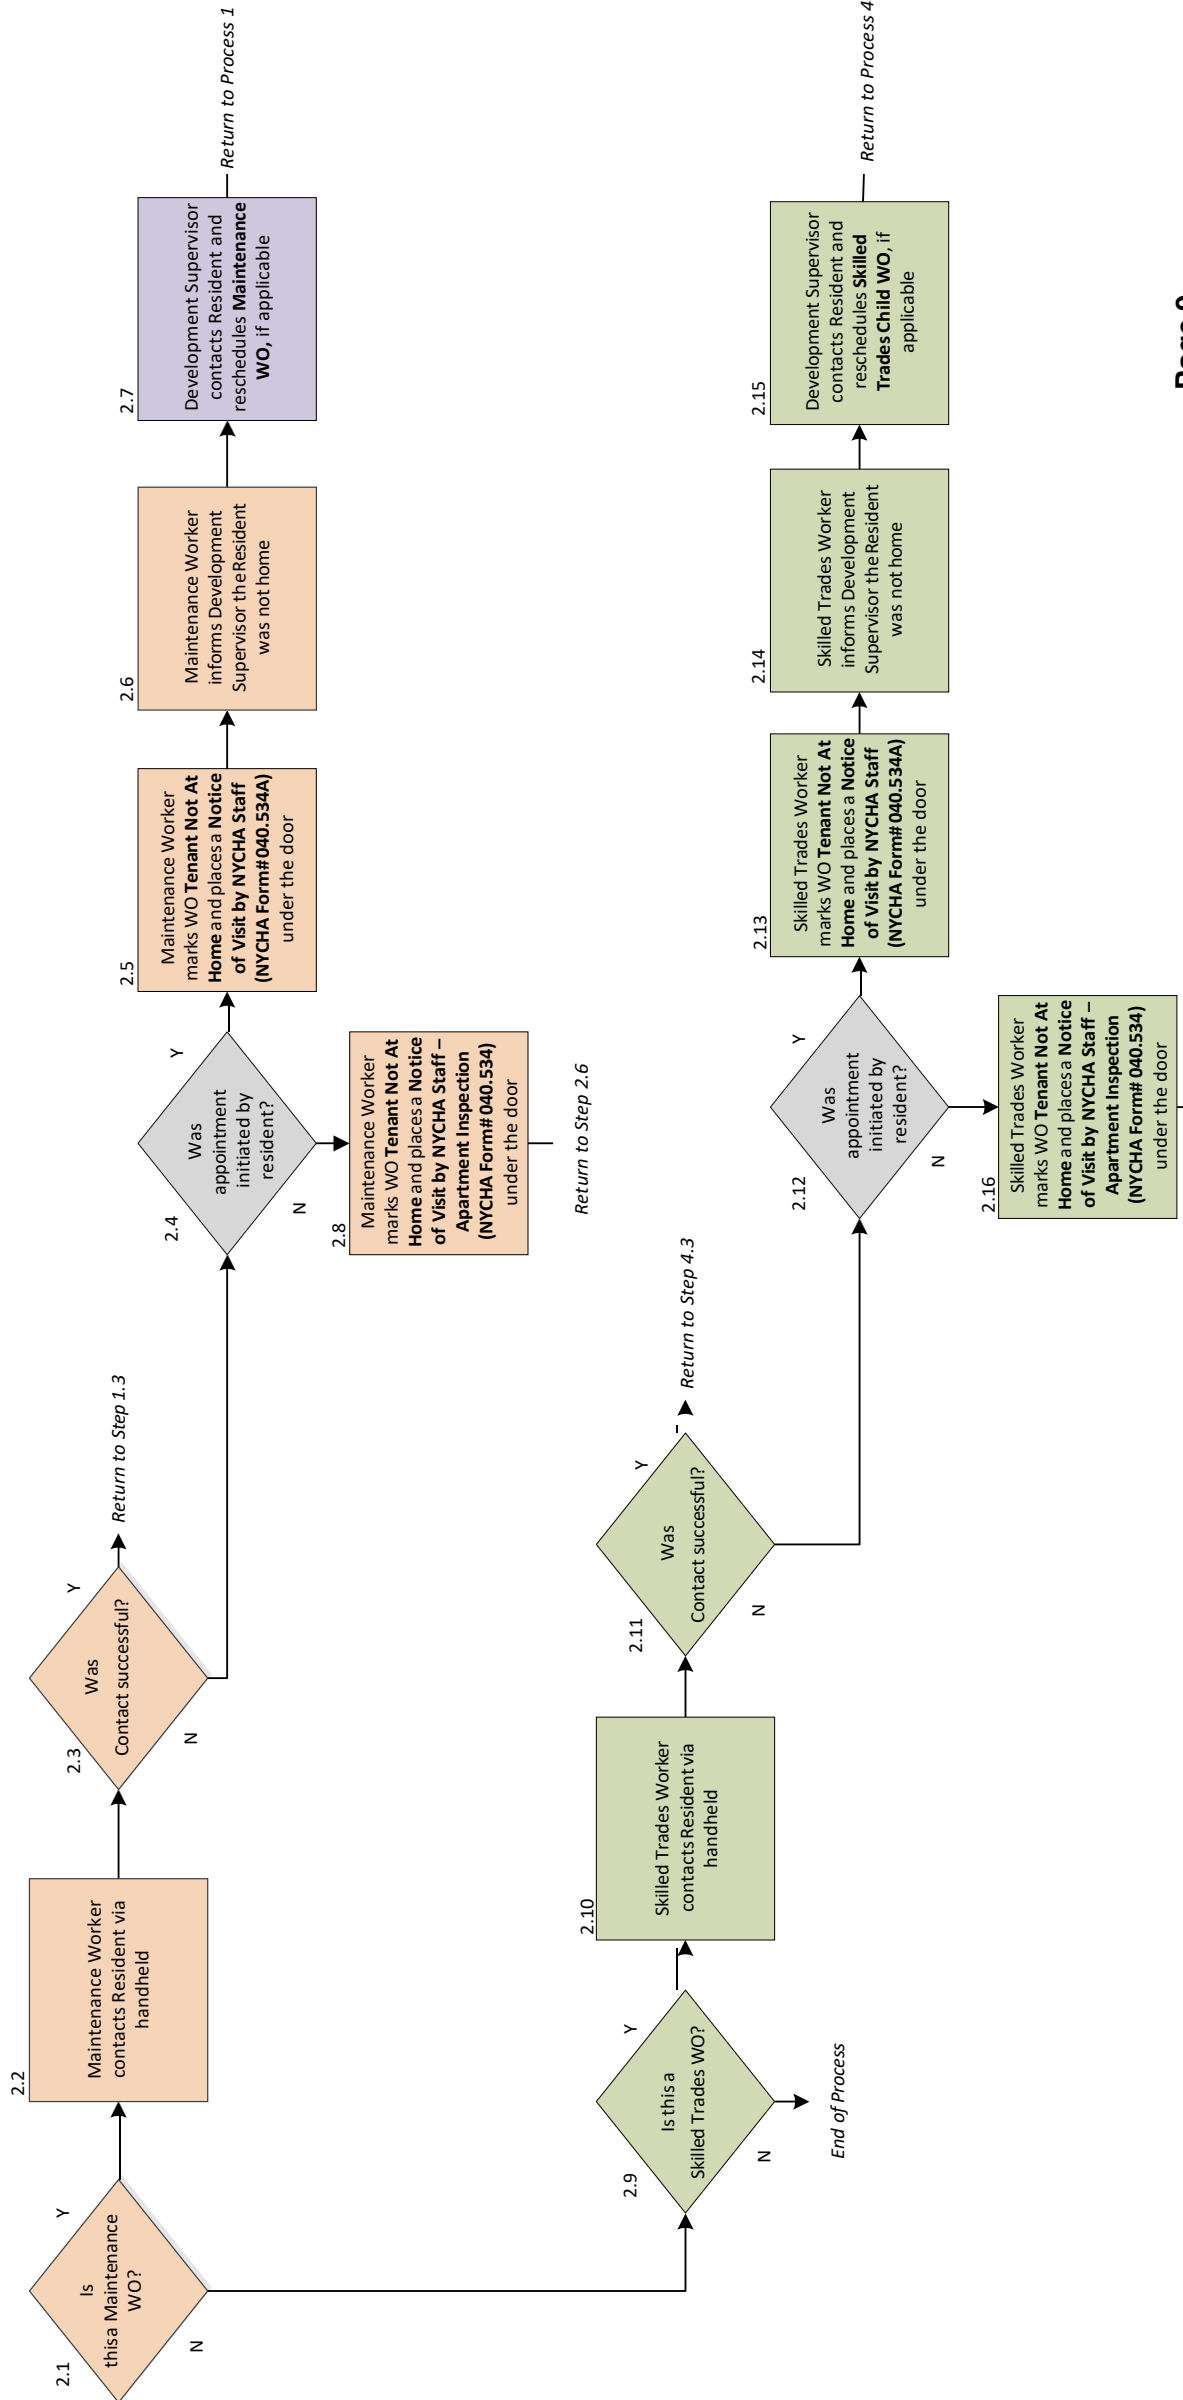 2.1
Is
thisa Maintenance
WO?
Y
N
2.2
Maintenance Worker
contacts Resident via
handheld
2.3
Was
Contact successful?
Y
N
Return to Step 1.3
2.4
Was
appointment
initiated by
resident?
Y
N
2.5
Maintenance Worker
marks WO Tenant Not At
Home and places a Notice
of Visit by NYCHA Staff
(NYCHA Form# 040.534A)
under the door
2.6
Maintenance Worker
informs Development
Supervisor the Resident
was not home
2.7
Development Supervisor
contacts Resident and
reschedules Maintenance
WO, if applicable
Return to Process 1
2.8
Maintenance Worker
marks WO Tenant Not At
Home and places a Notice
of Visit by NYCHA Staff –
Apartment Inspection
(NYCHA Form# 040.534)
under the door
Return to Step 2.6
2.9
Is this a
Skilled Trades WO?
Y
N
End of Process
2.10
Skilled Trades Worker
contacts Resident via
handheld
2.11
Was
Contact successful?
Y
N
Return to Step 4.3
2.12
Was
appointment
initiated by
resident?
Y
N
2.13
Skilled Trades Worker
marks WO Tenant Not At
Home and places a Notice
of Visit by NYCHA Staff
(NYCHA Form# 040.534A)
under the door
2.14
Skilled Trades Worker
informs Development
Supervisor the Resident
was not home
2.15
Development Supervisor
contacts Resident and
reschedules Skilled
Trades Child WO, if
applicable
Return to Process 4
2.16
Skilled Trades Worker
marks WO Tenant Not At
Home and places a Notice
of Visit by NYCHA Staff –
Apartment Inspection
(NYCHA Form# 040.534)
under the door